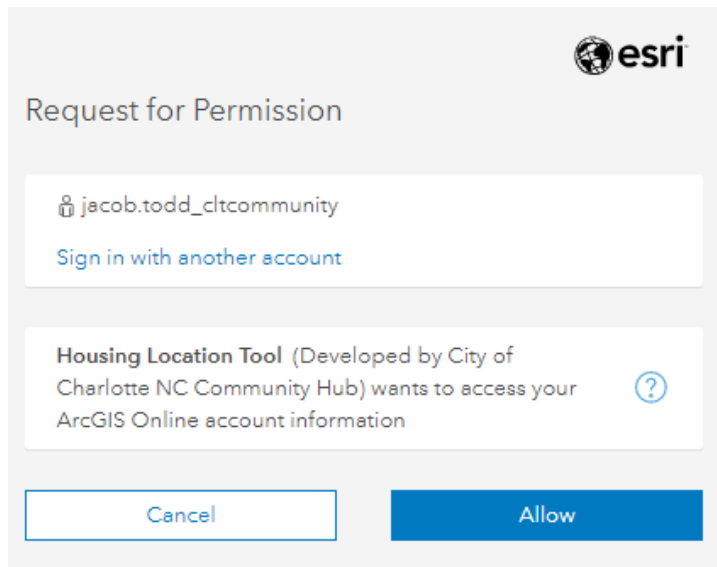 esri
Request for Permission
jacob.todd_cltcommunity
Sign in with another account
Housing Location Tool (Developed by City of
Charlotte NC Community Hub) wants to access your
ArcGIS Online account information
?
Cancel
Allow